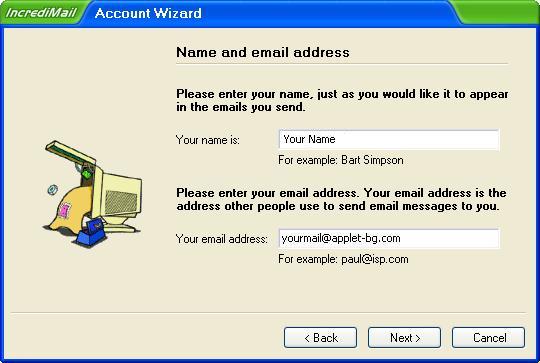 IncrediMail Account Wizard
Name and email address
Please enter your name, just as you would like it to appear
in the emails you send.
Your name is: Your Name
For example: Bart Simpson
Please enter your email address. Your email address is the
address other people use to send email messages to you.
Your email address: yourmail@applet-bg.com
For example: paul@isp.com
< Back Next > Cancel